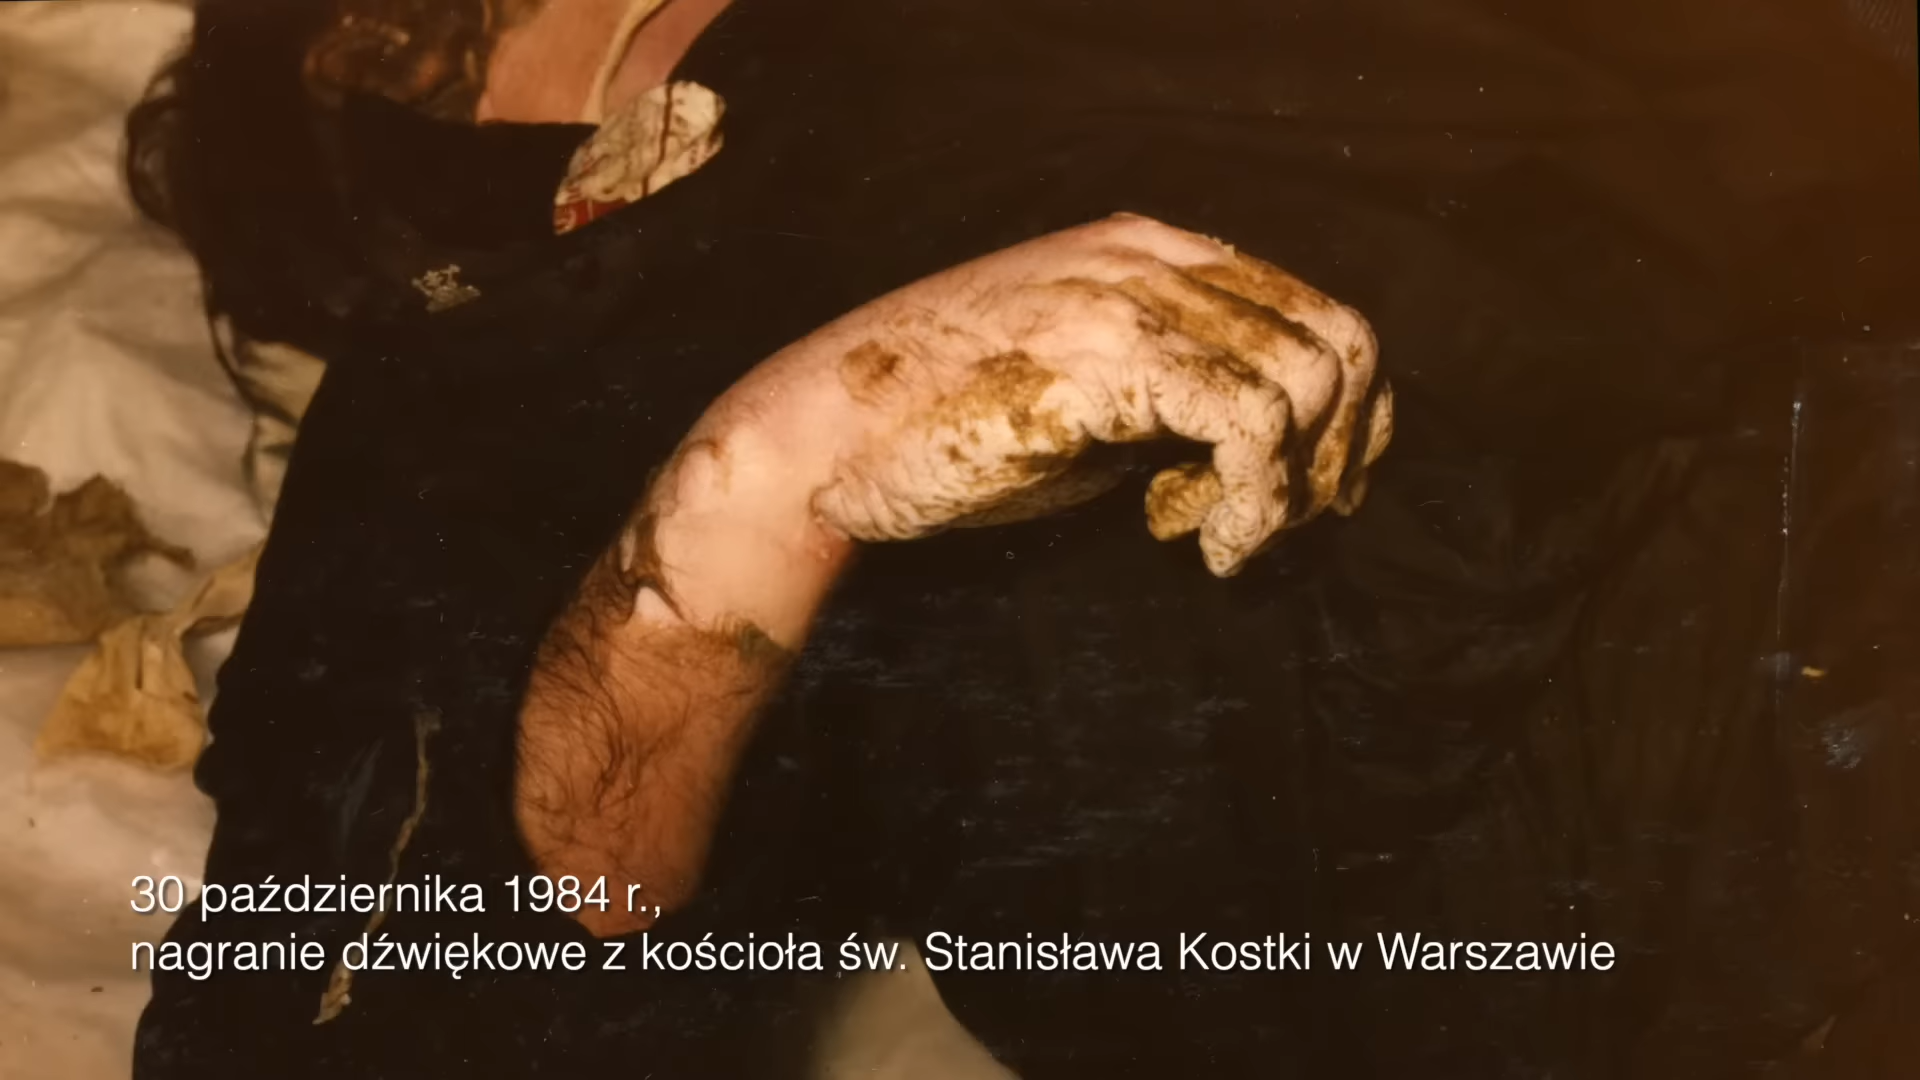 30 października 1984 r.,
nagranie dźwiękowe z kościoła św. Stanisława Kostki w Warszawie